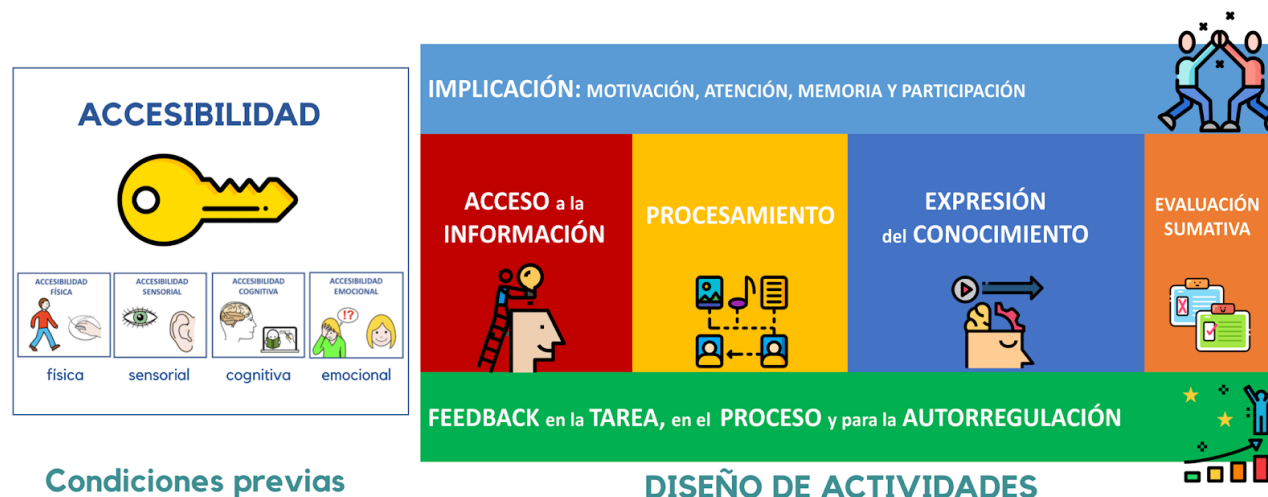 ACCESIBILIDAD
ACCESIBILIDAD
FÍSICA
ACCESIBILIDAD
SENSORIAL
ACCESIBILIDAD
COGNITIVA
ACCESIBILIDAD
EMOCIONAL
!?
física
sensorial
cognitiva
emocional
Condiciones previas
IMPLICACIÓN: MOTIVACIÓN, ATENCIÓN, MEMORIA Y PARTICIPACIÓN
ACCESO a la
INFORMACIÓN
PROCESAMIENTO
EXPRESIÓN
del CONOCIMIENTO
EVALUACIÓN
SUMATIVA
FEEDBACK en la TAREA, en el PROCESO y para la AUTORREGULACIÓN
DISEÑO DE ACTIVIDADES